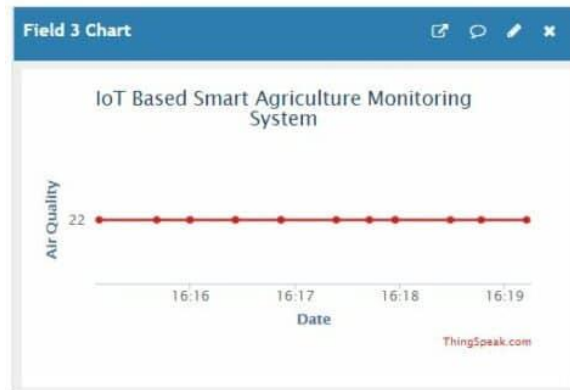 Field 3 Chart
IoT Based Smart Agriculture Monitoring
System
Air Quality
22
16:16 16:17 16:18 16:19
Date
ThingSpeak.com